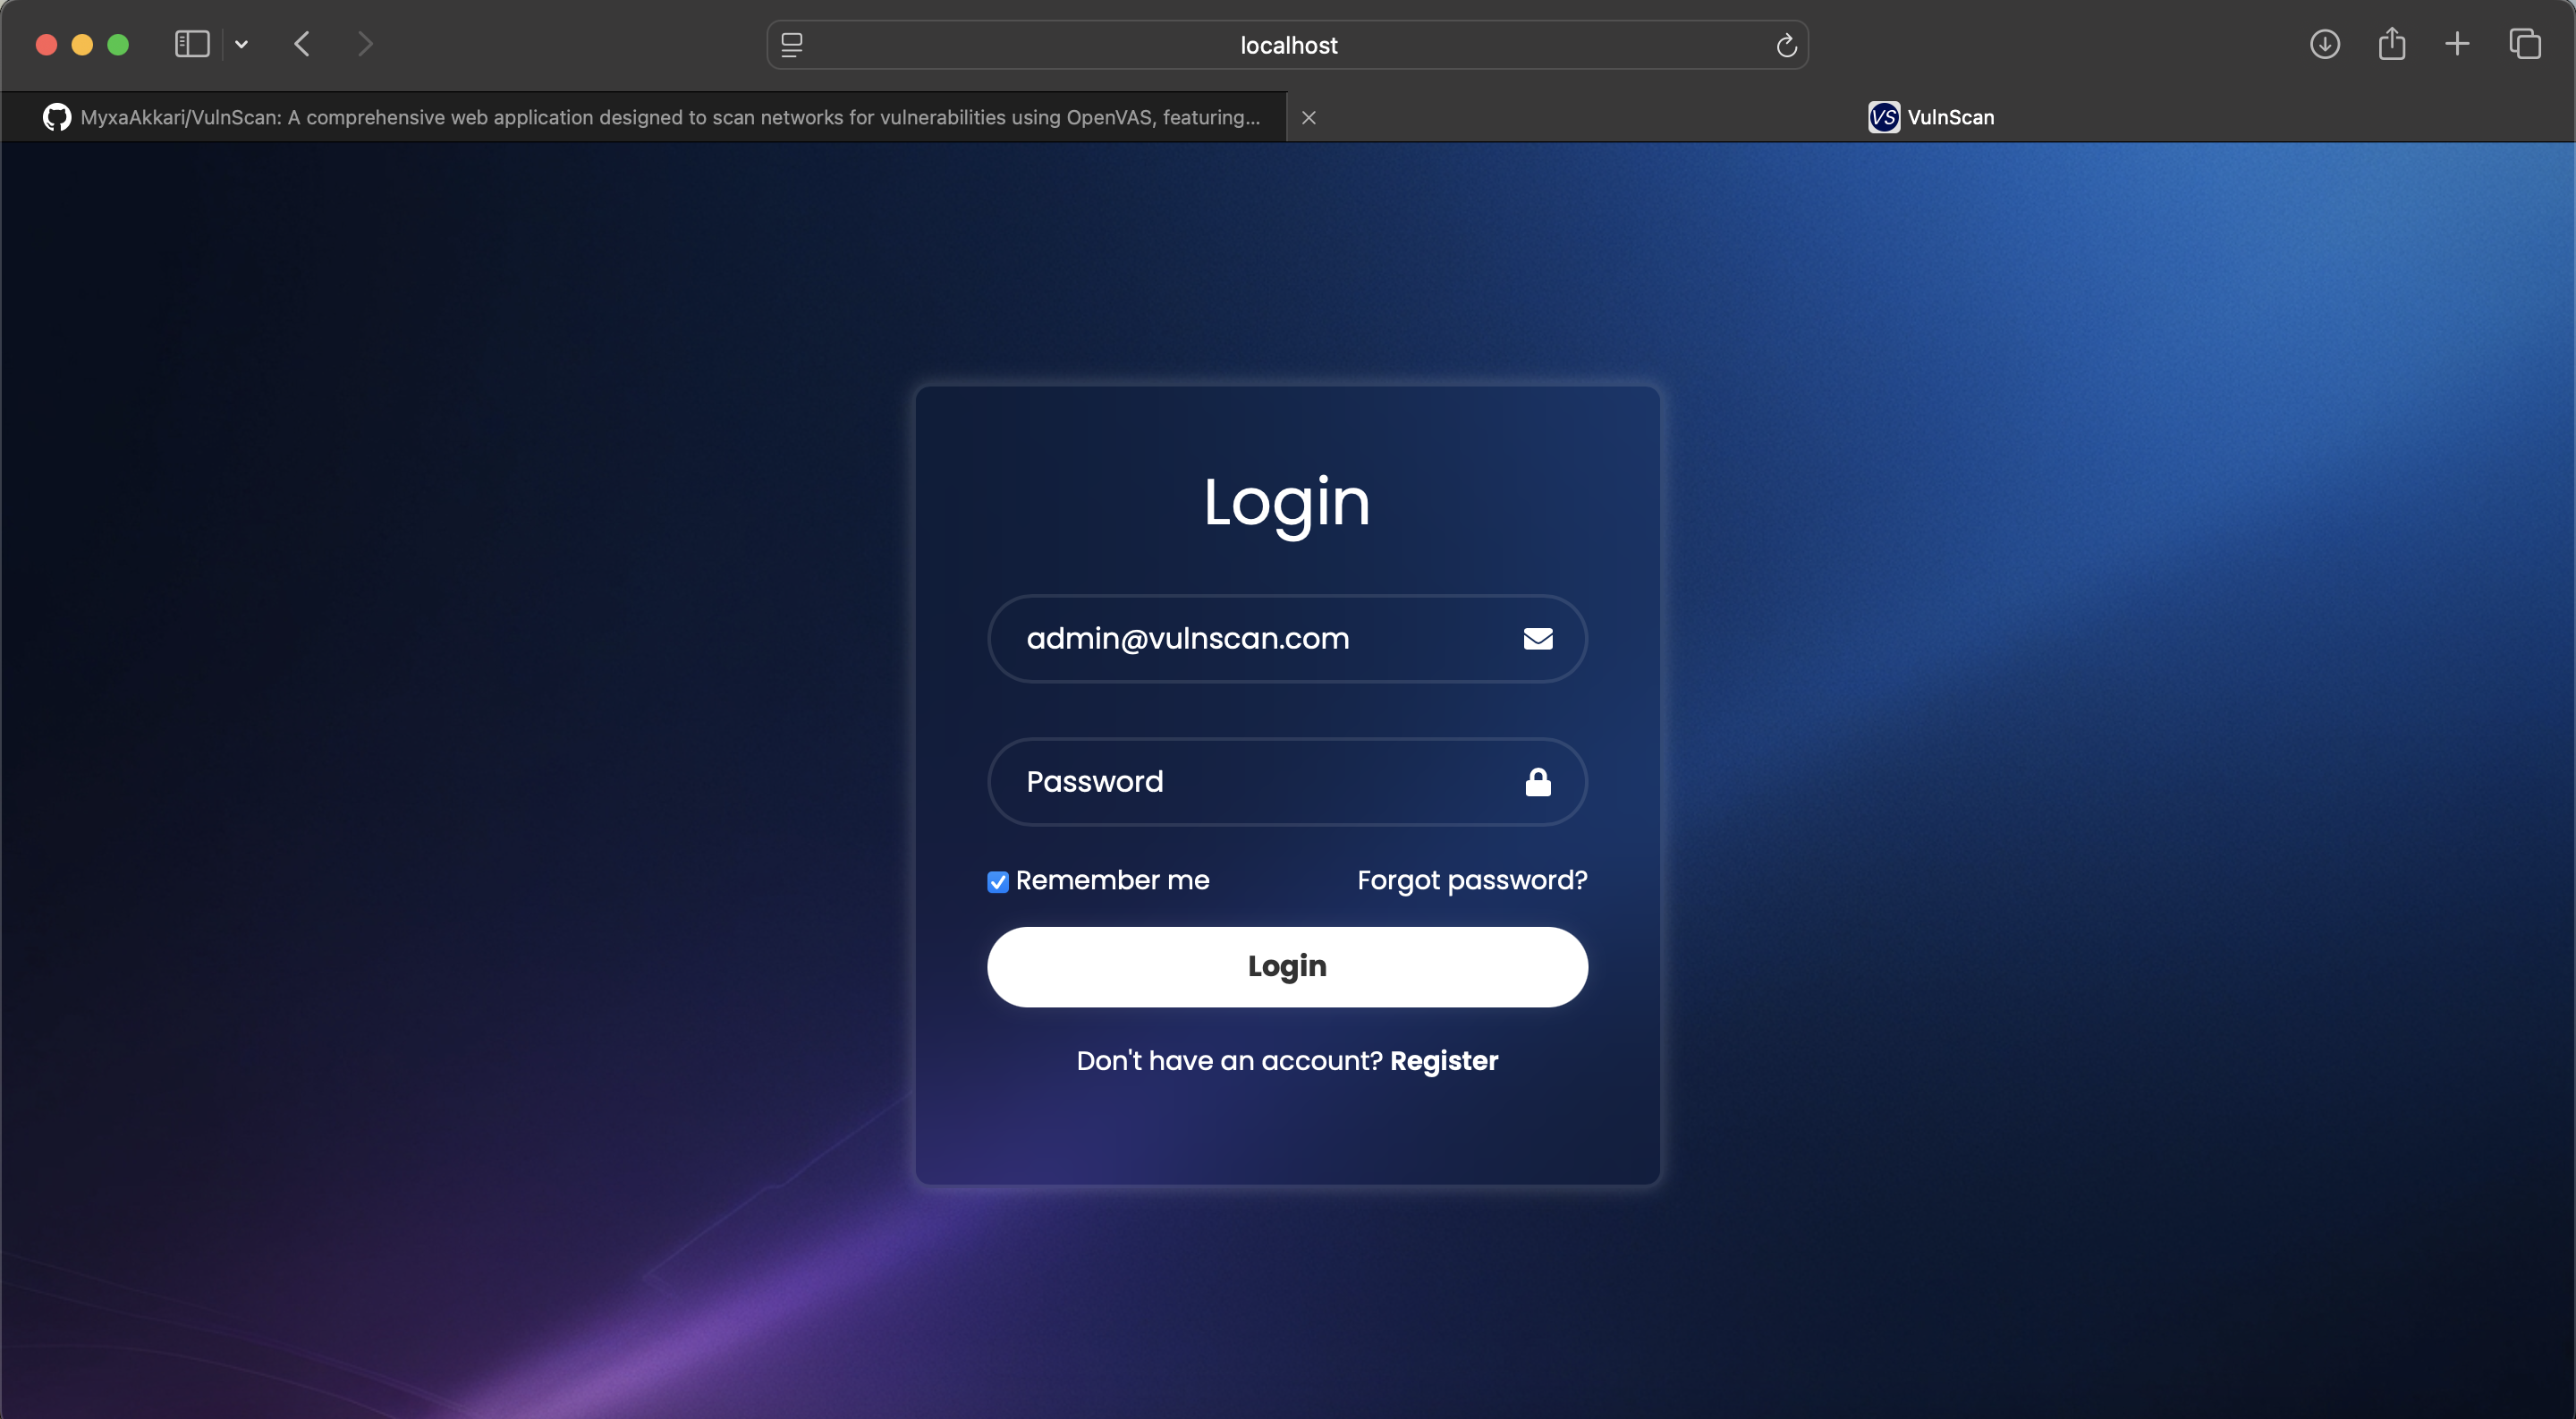 localhost
MyxaAkkari/VulnScan: A comprehensive web application designed to scan networks for vulnerabilities using OpenVAS, featuring...
VS VulnScan
Login
admin@vulnscan.com
Password
Remember me Forgot password?
Login
Don't have an account? Register